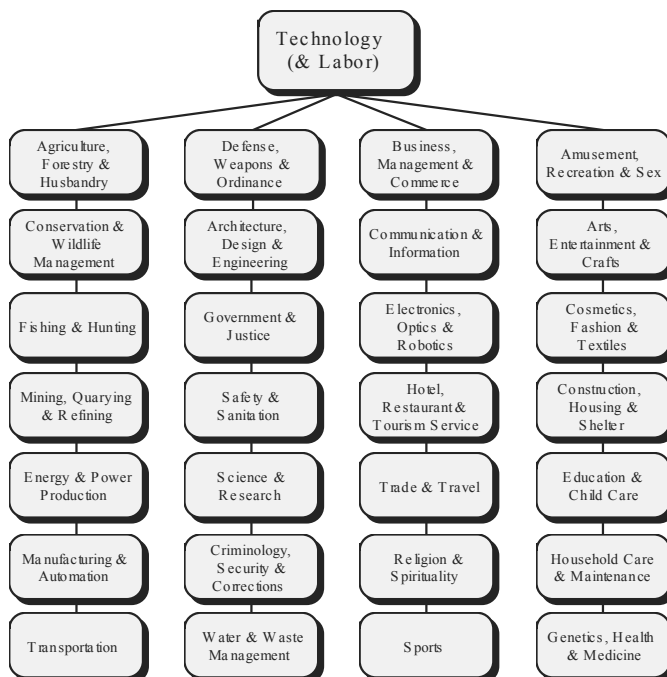 Technology
(& Labor)
Agriculture,
Forestry &
Husbandry
Defense,
Weapons &
Ordinance
Business,
Management &
Commerce
Amusement,
Recreation & Sex
Conservation &
Wildlife
Management
Architecture,
Design &
Engineering
Communication &
Information
Arts,
Entertainment &
Crafts
Fishing & Hunting
Government &
Justice
Electronics,
Optics &
Robotics
Cosmetics,
Fashion &
Textiles
Mining, Quarying
& Refining
Safety &
Sanitation
Hotel,
Restaurant &
Tourism Service
Construction,
Housing &
Shelter
Energy & Power
Production
Science &
Research
Trade & Travel
Education &
Child Care
Manufacturing &
Automation
Criminology,
Security &
Corrections
Religion &
Spirituality
Household Care
& Maintenance
Transportation
Water & Waste
Management
Sports
Genetics, Health
& Medicine